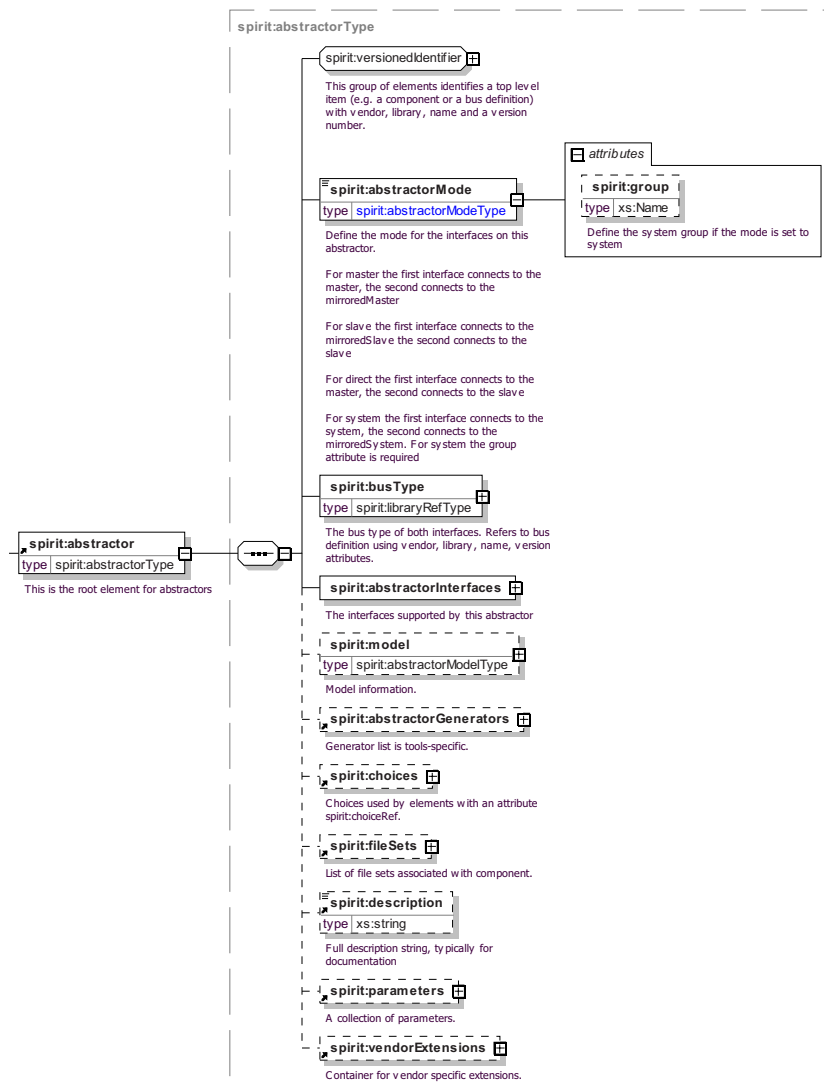 spirit:abstractorType
spirit:versionedIdentifier
This group of elements identifies a top level
item (e.g. a component or a bus definition)
with vendor, library, name and a version
number.
attributes
spirit:group
type xs:Name
Define the system group if the mode is set to
system
spirit:abstractorMode
type spirit:abstractorModeType
Define the mode for the interfaces on this
abstractor.
For master the first interface connects to the
master, the second connects to the
mirroredMaster
For slave the first interface connects to the
mirroredSlave the second connects to the
slave
For direct the first interface connects to the
master, the second connects to the slave
For system the first interface connects to the
system, the second connects to the
mirroredSystem. For system the group
attribute is required
spirit:busType
type spirit:libraryRefType
The bus type of both interfaces. Refers to bus
definition using vendor, library, name, version
attributes.
spirit:abstractor
type spirit:abstractorType
This is the root element for abstractors
spirit:abstractorInterfaces
The interfaces supported by this abstractor
spirit:model
type spirit:abstractorModelType
Model information.
spirit:abstractorGenerators
Generator list is tools-specific.
spirit:choices
Choices used by elements with an attribute
spirit:choiceRef.
spirit:fileSets
List of file sets associated with component.
spirit:description
type xs:string
Full description string, typically for
documentation
spirit:parameters
A collection of parameters.
spirit:vendorExtensions
Container for vendor specific extensions.